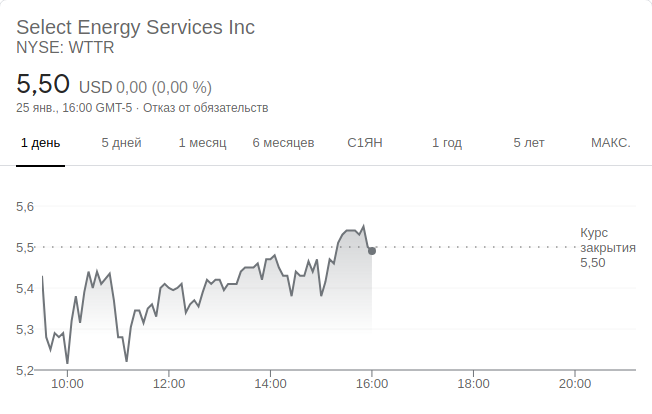 Select Energy Services Inc
NYSE: WTTR
5,50 USD 0,00 (0,00 %)
25 янв., 16:00 GMT-5 · Отказ от обязательств
1 день 5 дней 1 месяц 6 месяцев С1ЯН 1 год 5 лет МАКС.
5,6
Курс
5,5 закрытия
5,50
5,4
5,3
5,2
10:00 12:00 14:00 16:00 18:00 20:00